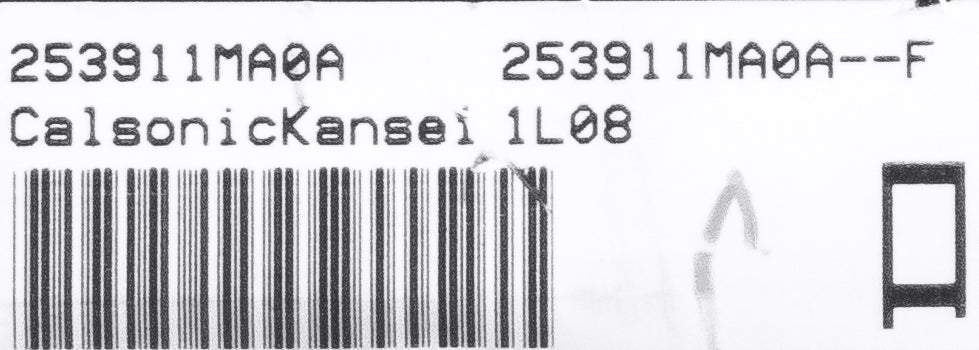 253911MA0A 253911MA0A--F
CalsonicKansei 1L08